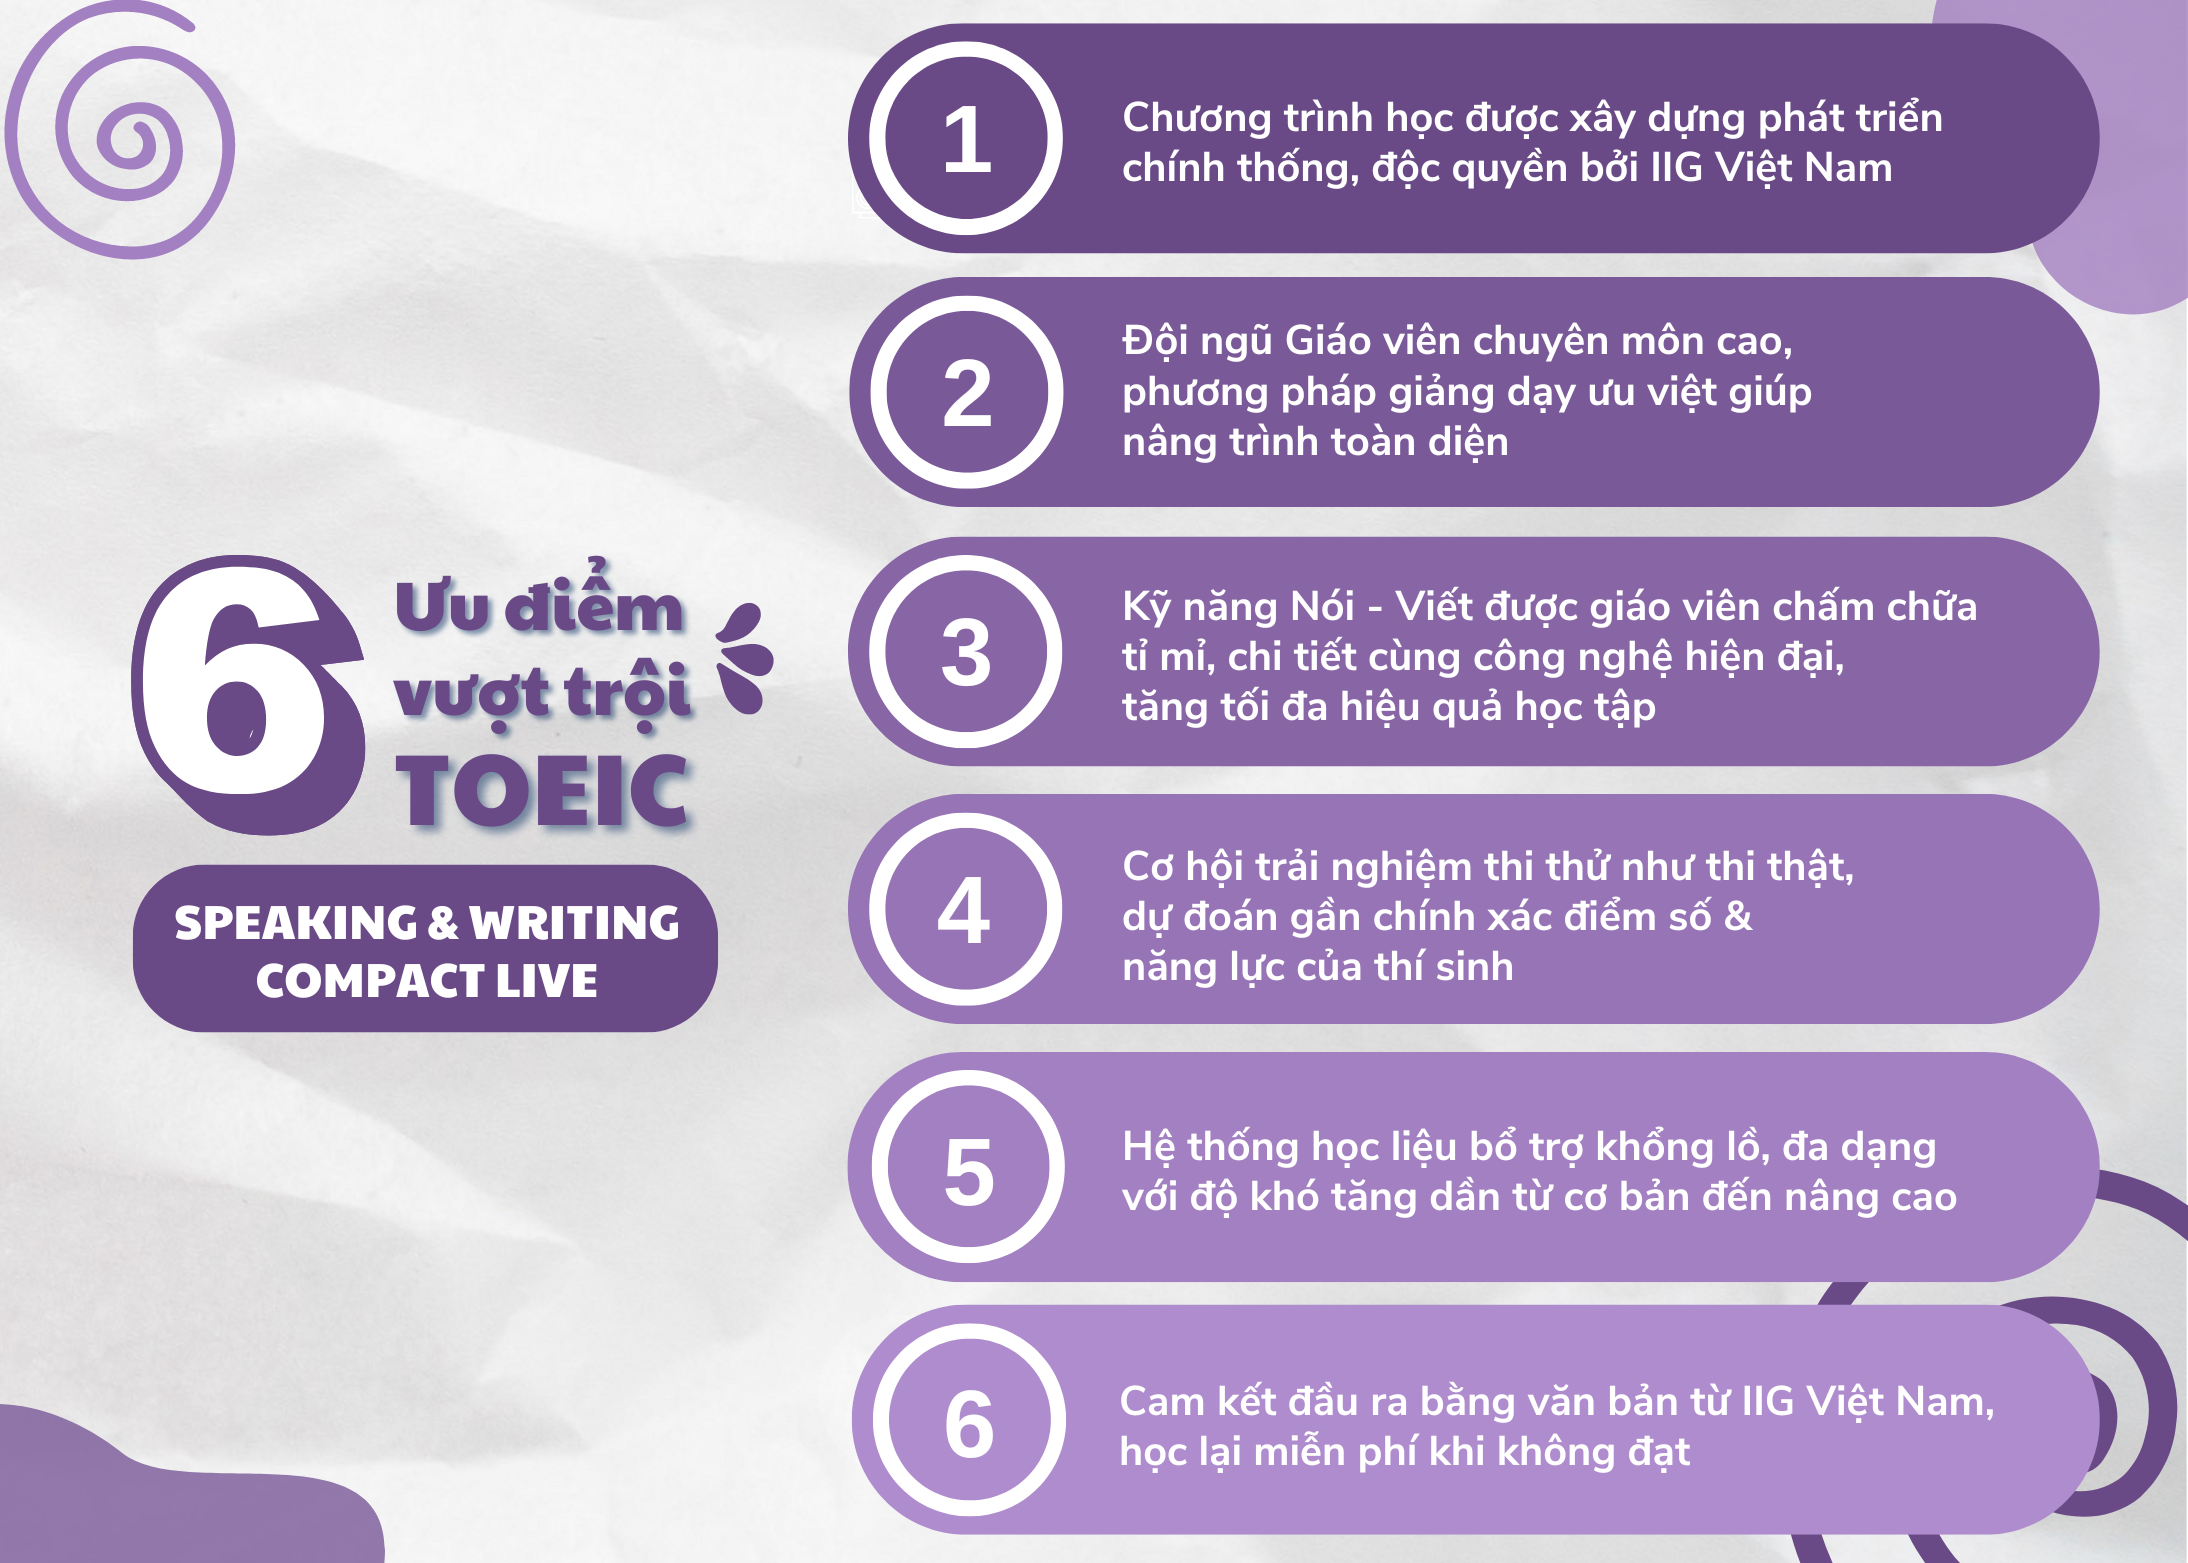 6
Ưu điểm
vượt trội
TOEIC
SPEAKING & WRITING
COMPACT LIVE
1
Chương trình học được xây dựng phát triển
chính thống, độc quyền bởi IIG Việt Nam
2
Đội ngũ Giáo viên chuyên môn cao,
phương pháp giảng dạy ưu việt giúp
nâng trình toàn diện
3
Kỹ năng Nói - Viết được giáo viên chấm chữa
tỉ mỉ, chi tiết cùng công nghệ hiện đại,
tăng tối đa hiệu quả học tập
4
Cơ hội trải nghiệm thi thử như thi thật,
dự đoán gần chính xác điểm số &
năng lực của thí sinh
5
Hệ thống học liệu bổ trợ khổng lồ, đa dạng
với độ khó tăng dần từ cơ bản đến nâng cao
6
Cam kết đầu ra bằng văn bản từ IIG Việt Nam,
học lại miễn phí khi không đạt